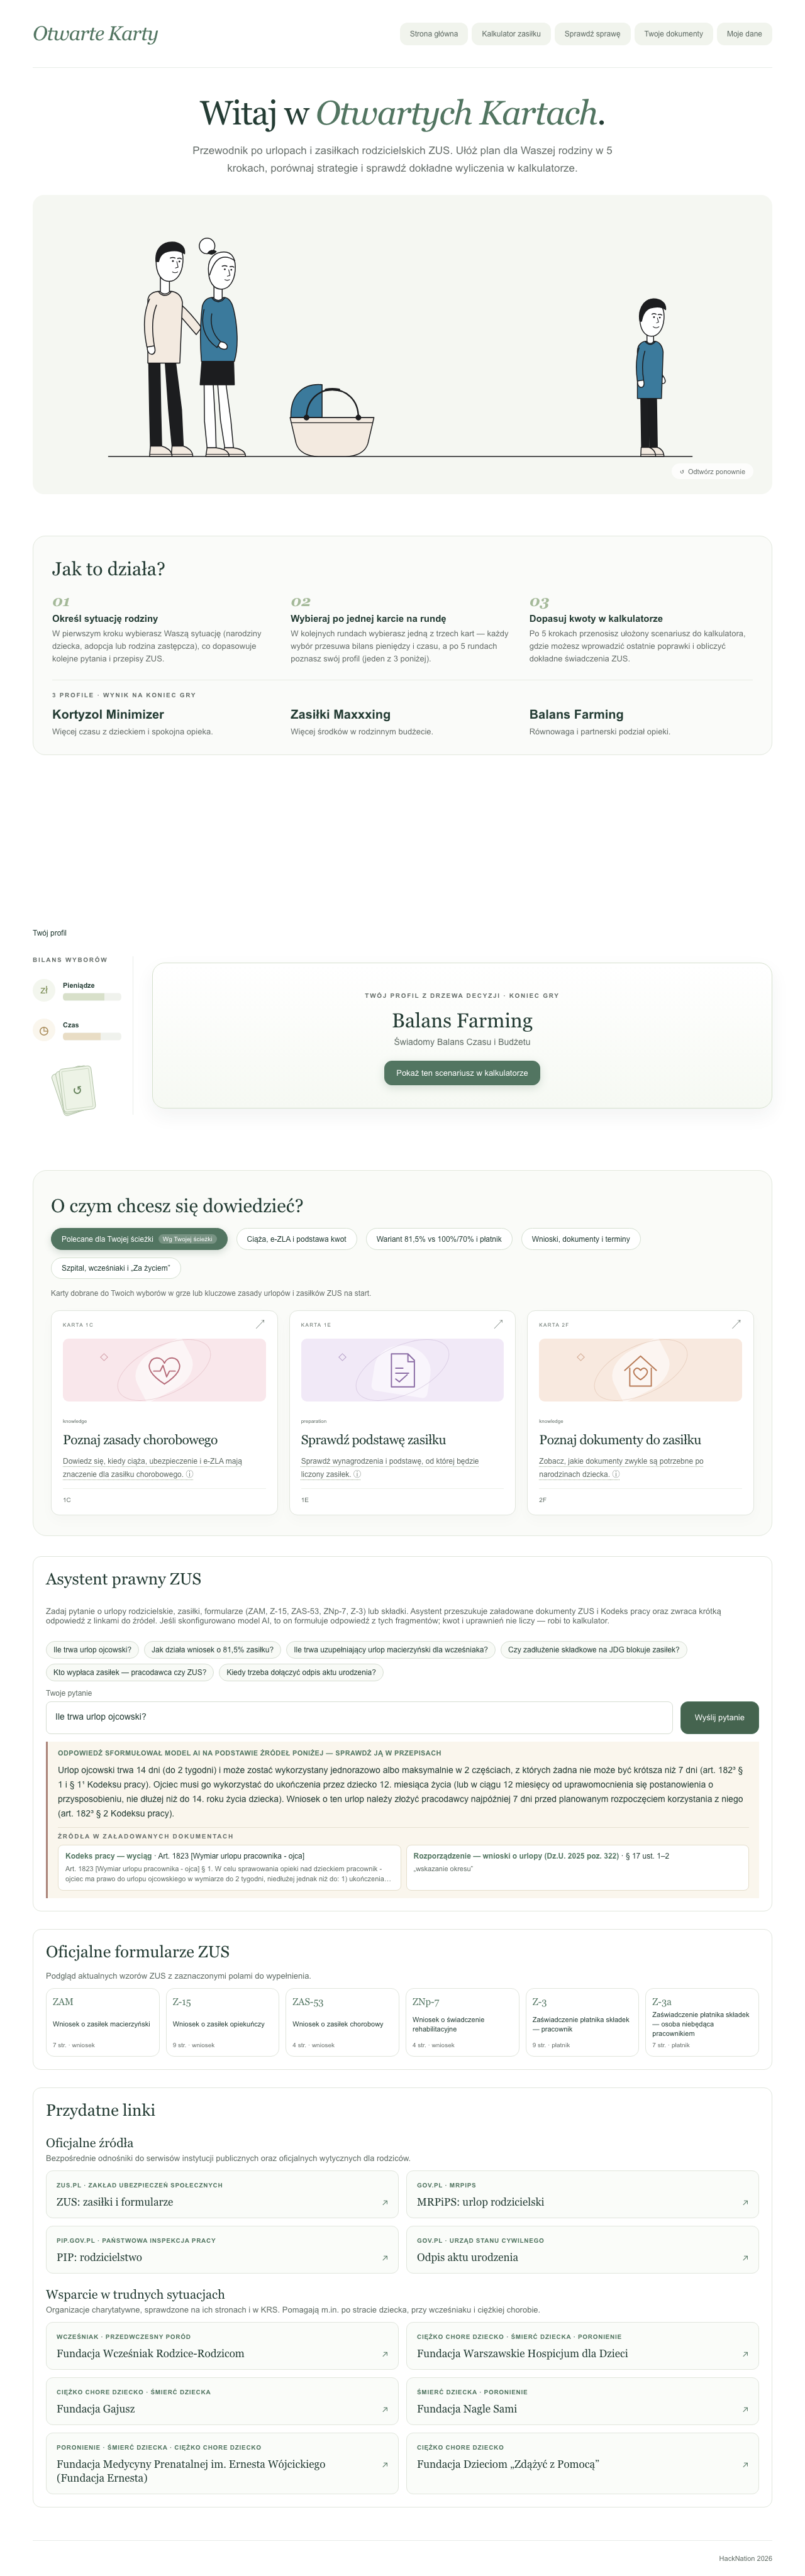 Otwarte Karty
Strona główna
Kalkulator zasiłku
Sprawdź sprawę
Twoje dokumenty
Moje dane
Witaj w Otwartych Kartach.
Przewodnik po urlopach i zasiłkach rodzicielskich ZUS. Ułóż plan dla Waszej rodziny w 5
krokach, porównaj strategie i sprawdź dokładne wyliczenia w kalkulatorze.
↺ Odtwórz ponownie
Jak to działa?
01
Określ sytuację rodziny
W pierwszym kroku wybierasz Waszą sytuację (narodziny
dziecka, adopcja lub rodzina zastępcza), co dopasowuje
kolejne pytania i przepisy ZUS.
02
Wybieraj po jednej karcie na rundę
W kolejnych rundach wybierasz jedną z trzech kart — każdy
wybór przesuwa bilans pieniędzy i czasu, a po 5 rundach
poznasz swój profil (jeden z 3 poniżej).
03
Dopasuj kwoty w kalkulatorze
Po 5 krokach przenosisz ułożony scenariusz do kalkulatora,
gdzie możesz wprowadzić ostatnie poprawki i obliczyć
dokładne świadczenia ZUS.
3 PROFILE · WYNIK NA KONIEC GRY
Kortyzol Minimizer
Więcej czasu z dzieckiem i spokojna opieka.
Zasiłki Maxxxing
Więcej środków w rodzinnym budżecie.
Balans Farming
Równowaga i partnerski podział opieki.
Twój profil
BILANS WYBORÓW
zł
Pieniądze
Czas
↺
TWÓJ PROFIL Z DRZEWA DECYZJI · KONIEC GRY
Balans Farming
Świadomy Balans Czasu i Budżetu
Pokaż ten scenariusz w kalkulatorze
O czym chcesz się dowiedzieć?
Polecane dla Twojej ścieżki Wg Twojej ścieżki
Ciąża, e-ZLA i podstawa kwot
Wariant 81,5% vs 100%/70% i płatnik
Wnioski, dokumenty i terminy
Szpital, wcześniaki i „Za życiem”
Karty dobrane do Twoich wyborów w grze lub kluczowe zasady urlopów i zasiłków ZUS na start.
KARTA 1C
knowledge
Poznaj zasady chorobowego
Dowiedz się, kiedy ciąża, ubezpieczenie i e-ZLA mają
znaczenie dla zasiłku chorobowego. ⓘ
1C
KARTA 1E
preparation
Sprawdź podstawę zasiłku
Sprawdź wynagrodzenia i podstawę, od której będzie
liczony zasiłek. ⓘ
1E
KARTA 2F
knowledge
Poznaj dokumenty do zasiłku
Zobacz, jakie dokumenty zwykle są potrzebne po
narodzinach dziecka. ⓘ
2F
Asystent prawny ZUS
Zadaj pytanie o urlopy rodzicielskie, zasiłki, formularze (ZAM, Z-15, ZAS-53, ZNp-7, Z-3) lub składki. Asystent przeszukuje załadowane dokumenty ZUS i Kodeks pracy oraz zwraca krótką
odpowiedź z linkami do źródeł. Jeśli skonfigurowano model AI, to on formułuje odpowiedź z tych fragmentów; kwot i uprawnień nie liczy — robi to kalkulator.
Ile trwa urlop ojcowski?
Jak działa wniosek o 81,5% zasiłku?
Ile trwa uzupełniający urlop macierzyński dla wcześniaka?
Czy zadłużenie składkowe na JDG blokuje zasiłek?
Kto wypłaca zasiłek — pracodawca czy ZUS?
Kiedy trzeba dołączyć odpis aktu urodzenia?
Twoje pytanie
Ile trwa urlop ojcowski?
Wyślij pytanie
ODPOWIEDŹ SFORMUŁOWAŁ MODEL AI NA PODSTAWIE ŹRÓDEŁ PONIŻEJ — SPRAWDŹ JĄ W PRZEPISACH
Urlop ojcowski trwa 14 dni (do 2 tygodni) i może zostać wykorzystany jednorazowo albo maksymalnie w 2 częściach, z których żadna nie może być krótsza niż 7 dni (art. 182³ §
1 i § 1¹ Kodeksu pracy). Ojciec musi go wykorzystać do ukończenia przez dziecko 12. miesiąca życia (lub w ciągu 12 miesięcy od uprawomocnienia się postanowienia o
przysposobieniu, nie dłużej niż do 14. roku życia dziecka). Wniosek o ten urlop należy złożyć pracodawcy najpóźniej 7 dni przed planowanym rozpoczęciem korzystania z niego
(art. 182³ § 2 Kodeksu pracy).
ŹRÓDŁA W ZAŁADOWANYCH DOKUMENTACH
Kodeks pracy — wyciąg · Art. 1823 [Wymiar urlopu pracownika - ojca]
Art. 1823 [Wymiar urlopu pracownika - ojca] § 1. W celu sprawowania opieki nad dzieckiem pracownik -
ojciec ma prawo do urlopu ojcowskiego w wymiarze do 2 tygodni, niedłużej jednak niż do: 1) ukończenia…
Rozporządzenie — wnioski o urlopy (Dz.U. 2025 poz. 322) · § 17 ust. 1–2
„wskazanie okresu”
Oficjalne formularze ZUS
Podgląd aktualnych wzorów ZUS z zaznaczonymi polami do wypełnienia.
ZAM
Wniosek o zasiłek macierzyński
7 str. · wniosek
Z-15
Wniosek o zasiłek opiekuńczy
9 str. · wniosek
ZAS-53
Wniosek o zasiłek chorobowy
4 str. · wniosek
ZNp-7
Wniosek o świadczenie
rehabilitacyjne
4 str. · wniosek
Z-3
Zaświadczenie płatnika składek
— pracownik
9 str. · płatnik
Z-3a
Zaświadczenie płatnika składek
— osoba niebędąca
pracownikiem
7 str. · płatnik
Przydatne linki
Oficjalne źródła
Bezpośrednie odnośniki do serwisów instytucji publicznych oraz oficjalnych wytycznych dla rodziców.
ZUS.PL · ZAKŁAD UBEZPIECZEŃ SPOŁECZNYCH
ZUS: zasiłki i formularze
GOV.PL · MRPIPS
MRPiPS: urlop rodzicielski
PIP.GOV.PL · PAŃSTWOWA INSPEKCJA PRACY
PIP: rodzicielstwo
GOV.PL · URZĄD STANU CYWILNEGO
Odpis aktu urodzenia
Wsparcie w trudnych sytuacjach
Organizacje charytatywne, sprawdzone na ich stronach i w KRS. Pomagają m.in. po stracie dziecka, przy wcześniaku i ciężkiej chorobie.
WCZEŚNIAK · PRZEDWCZESNY PORÓD
Fundacja Wcześniak Rodzice-Rodzicom
CIĘŻKO CHORE DZIECKO · ŚMIERĆ DZIECKA · PORONIENIE
Fundacja Warszawskie Hospicjum dla Dzieci
CIĘŻKO CHORE DZIECKO · ŚMIERĆ DZIECKA
Fundacja Gajusz
ŚMIERĆ DZIECKA · PORONIENIE
Fundacja Nagle Sami
PORONIENIE · ŚMIERĆ DZIECKA · CIĘŻKO CHORE DZIECKO
Fundacja Medycyny Prenatalnej im. Ernesta Wójcickiego
(Fundacja Ernesta)
CIĘŻKO CHORE DZIECKO
Fundacja Dzieciom „Zdążyć z Pomocą”
HackNation 2026